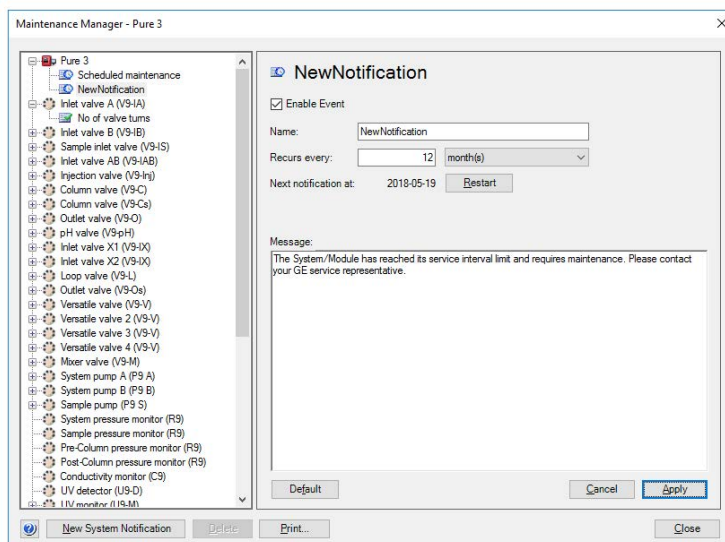 Maintenance Manager - Pure 3
Pure 3
Scheduled maintenance
NewNotification
Inlet valve A (V9-IA)
No of valve turns
Inlet valve B (V9-IB)
Sample inlet valve (V9-IS)
Inlet valve AB (V9-IAB)
Injection valve (V9-Inj)
Column valve (V9-C)
Column valve (V9-Cs)
Outlet valve (V9-O)
pH valve (V9-pH)
Inlet valve X1 (V9-IX)
Inlet valve X2 (V9-IX)
Loop valve (V9-L)
Outlet valve (V9-Os)
Versatile valve (V9-V)
Versatile valve 2 (V9-V)
Versatile valve 3 (V9-V)
Versatile valve 4 (V9-V)
Mixer valve (V9-M)
System pump A (P9 A)
System pump B (P9 B)
Sample pump (P9 S)
System pressure monitor (R9)
Sample pressure monitor (R9)
Pre-Column pressure monitor (R9)
Post-Column pressure monitor (R9)
Conductivity monitor (C9)
UV detector (U9-D)
UV monitor (U9-M)
NewNotification
Enable Event
Name: NewNotification
Recurs every: 12 month(s)
Next notification at: 2018-05-19 Restart
Message:
The System/Module has reached its service interval limit and requires maintenance. Please contact
your GE service representative.
Default Cancel Apply
New System Notification Delete Print... Close